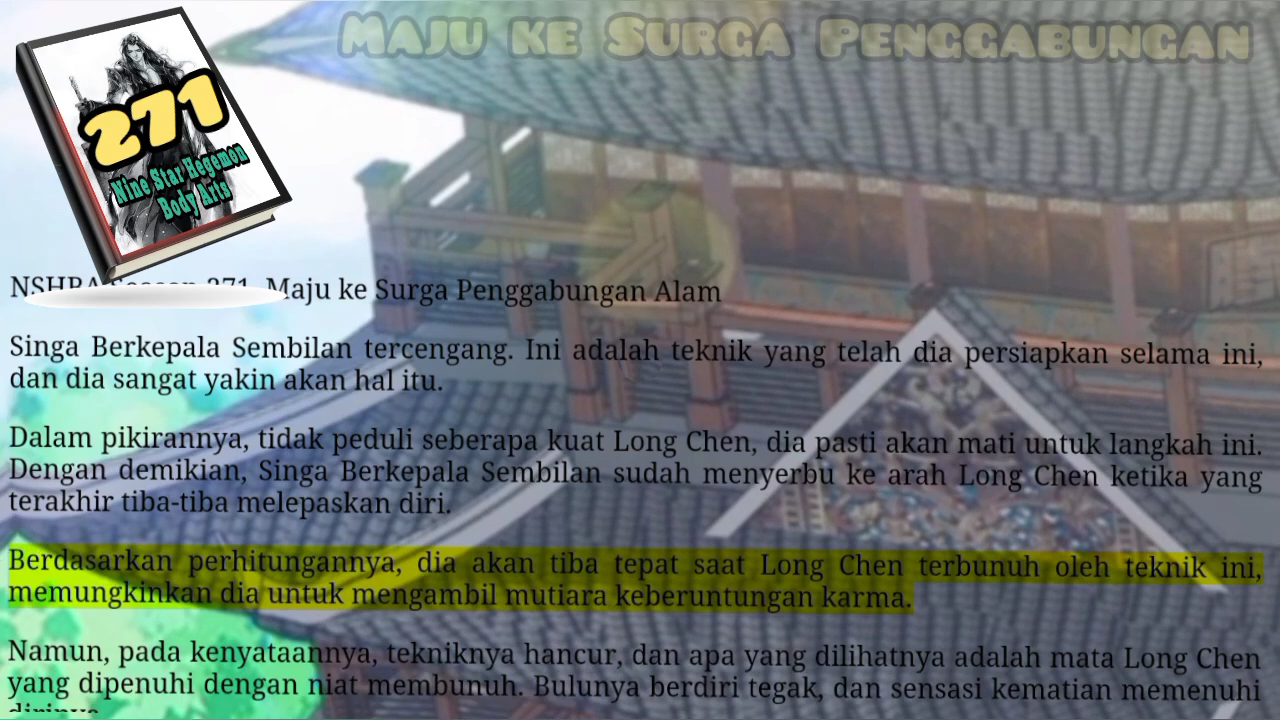 Maju ke Surga Penggabungan
271
Nine Star Hegemon
Body Arts
NSHBA Season 271. Maju ke Surga Penggabungan Alam
Singa Berkepala Sembilan tercengang. Ini adalah teknik yang telah dia persiapkan selama ini,
dan dia sangat yakin akan hal itu.
Dalam pikirannya, tidak peduli seberapa kuat Long Chen, dia pasti akan mati untuk langkah ini.
Dengan demikian, Singa Berkepala Sembilan sudah menyerbu ke arah Long Chen ketika yang
terakhir tiba-tiba melepaskan diri.
Berdasarkan perhitungannya, dia akan tiba tepat saat Long Chen terbunuh oleh teknik ini,
memungkinkan dia untuk mengambil mutiara keberuntungan karma.
Namun, pada kenyataannya, tekniknya hancur, dan apa yang dilihatnya adalah mata Long Chen
yang dipenuhi dengan niat membunuh. Bulunya berdiri tegak, dan sensasi kematian memenuhi
dirinya